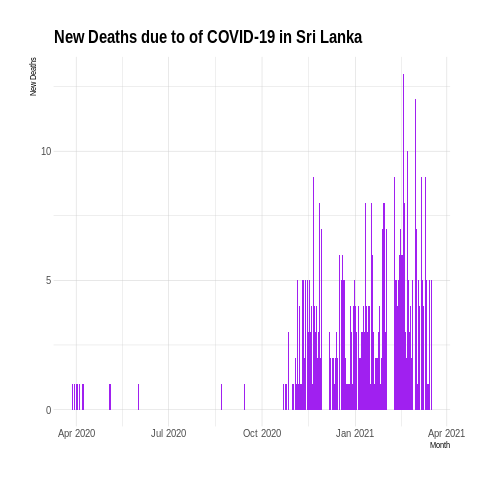 New Deaths due to of COVID-19 in Sri Lanka
New Deaths
10
5
0
Apr 2020 Jul 2020 Oct 2020 Jan 2021 Apr 2021
Month